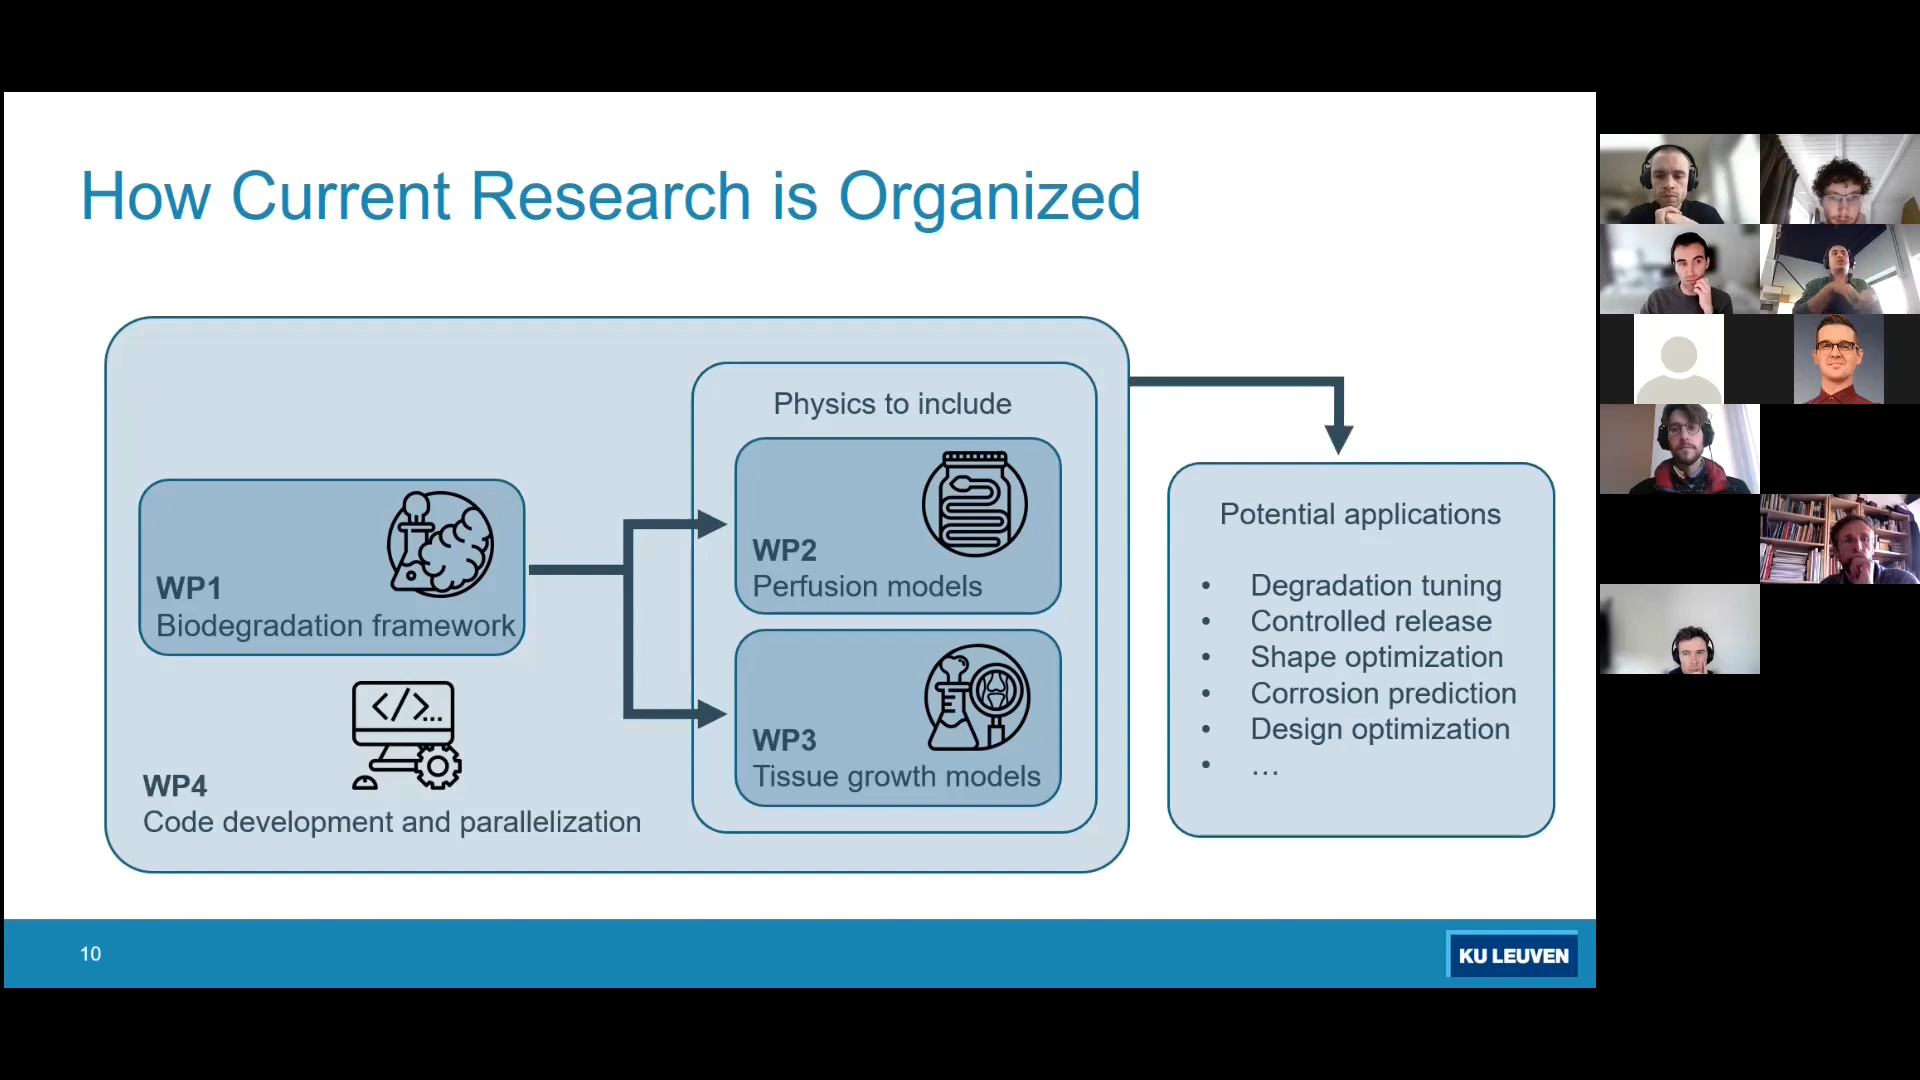 How Current Research is Organized
Physics to include
WP1
Biodegradation framework
WP2
Perfusion models
WP3
Tissue growth models
</>...
WP4
Code development and parallelization
Potential applications
• Degradation tuning
• Controlled release
• Shape optimization
• Corrosion prediction
• Design optimization
• ...
10
KU LEUVEN